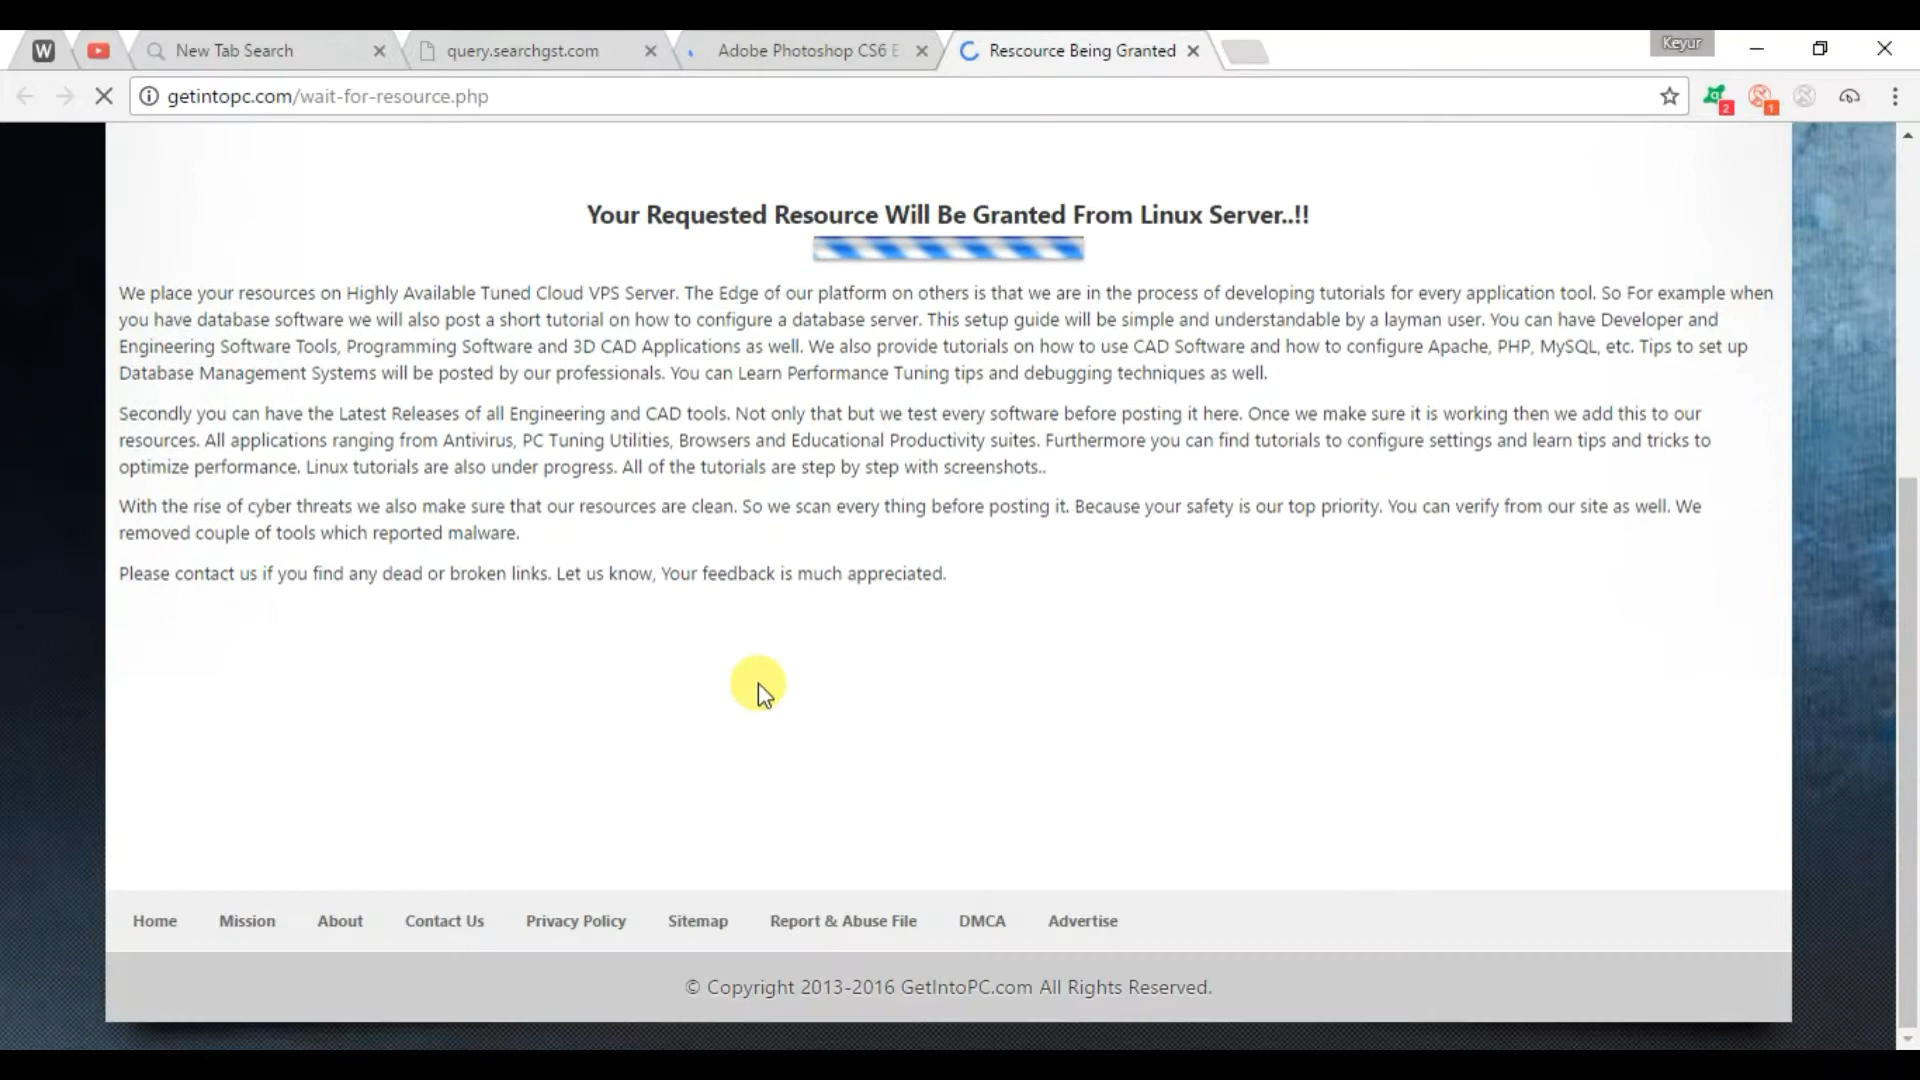 W
New Tab Search
query.searchgst.com
Adobe Photoshop CS6 E
Rescource Being Granted
Keyur
getintopc.com/wait-for-resource.php
2
1
Your Requested Resource Will Be Granted From Linux Server..!!
We place your resources on Highly Available Tuned Cloud VPS Server. The Edge of our platform on others is that we are in the process of developing tutorials for every application tool. So For example when
you have database software we will also post a short tutorial on how to configure a database server. This setup guide will be simple and understandable by a layman user. You can have Developer and
Engineering Software Tools, Programming Software and 3D CAD Applications as well. We also provide tutorials on how to use CAD Software and how to configure Apache, PHP, MySQL, etc. Tips to set up
Database Management Systems will be posted by our professionals. You can Learn Performance Tuning tips and debugging techniques as well.
Secondly you can have the Latest Releases of all Engineering and CAD tools. Not only that but we test every software before posting it here. Once we make sure it is working then we add this to our
resources. All applications ranging from Antivirus, PC Tuning Utilities, Browsers and Educational Productivity suites. Furthermore you can find tutorials to configure settings and learn tips and tricks to
optimize performance. Linux tutorials are also under progress. All of the tutorials are step by step with screenshots..
With the rise of cyber threats we also make sure that our resources are clean. So we scan every thing before posting it. Because your safety is our top priority. You can verify from our site as well. We
removed couple of tools which reported malware.
Please contact us if you find any dead or broken links. Let us know, Your feedback is much appreciated.
Home Mission About Contact Us Privacy Policy Sitemap Report & Abuse File DMCA Advertise
© Copyright 2013-2016 GetIntoPC.com All Rights Reserved.